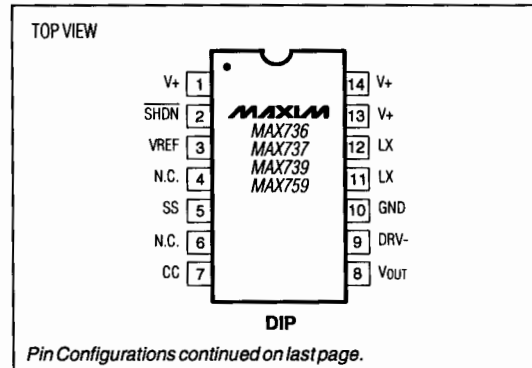 TOP VIEW
V+ 1 14 V+
SHDN 2 MAXIM 13 V+
VREF 3 MAX736 12 LX
MAX737
N.C. 4 MAX739 11 LX
MAX759
SS 5 10 GND
N.C. 6 9 DRV-
CC 7 8 VOUT
DIP
Pin Configurations continued on last page.